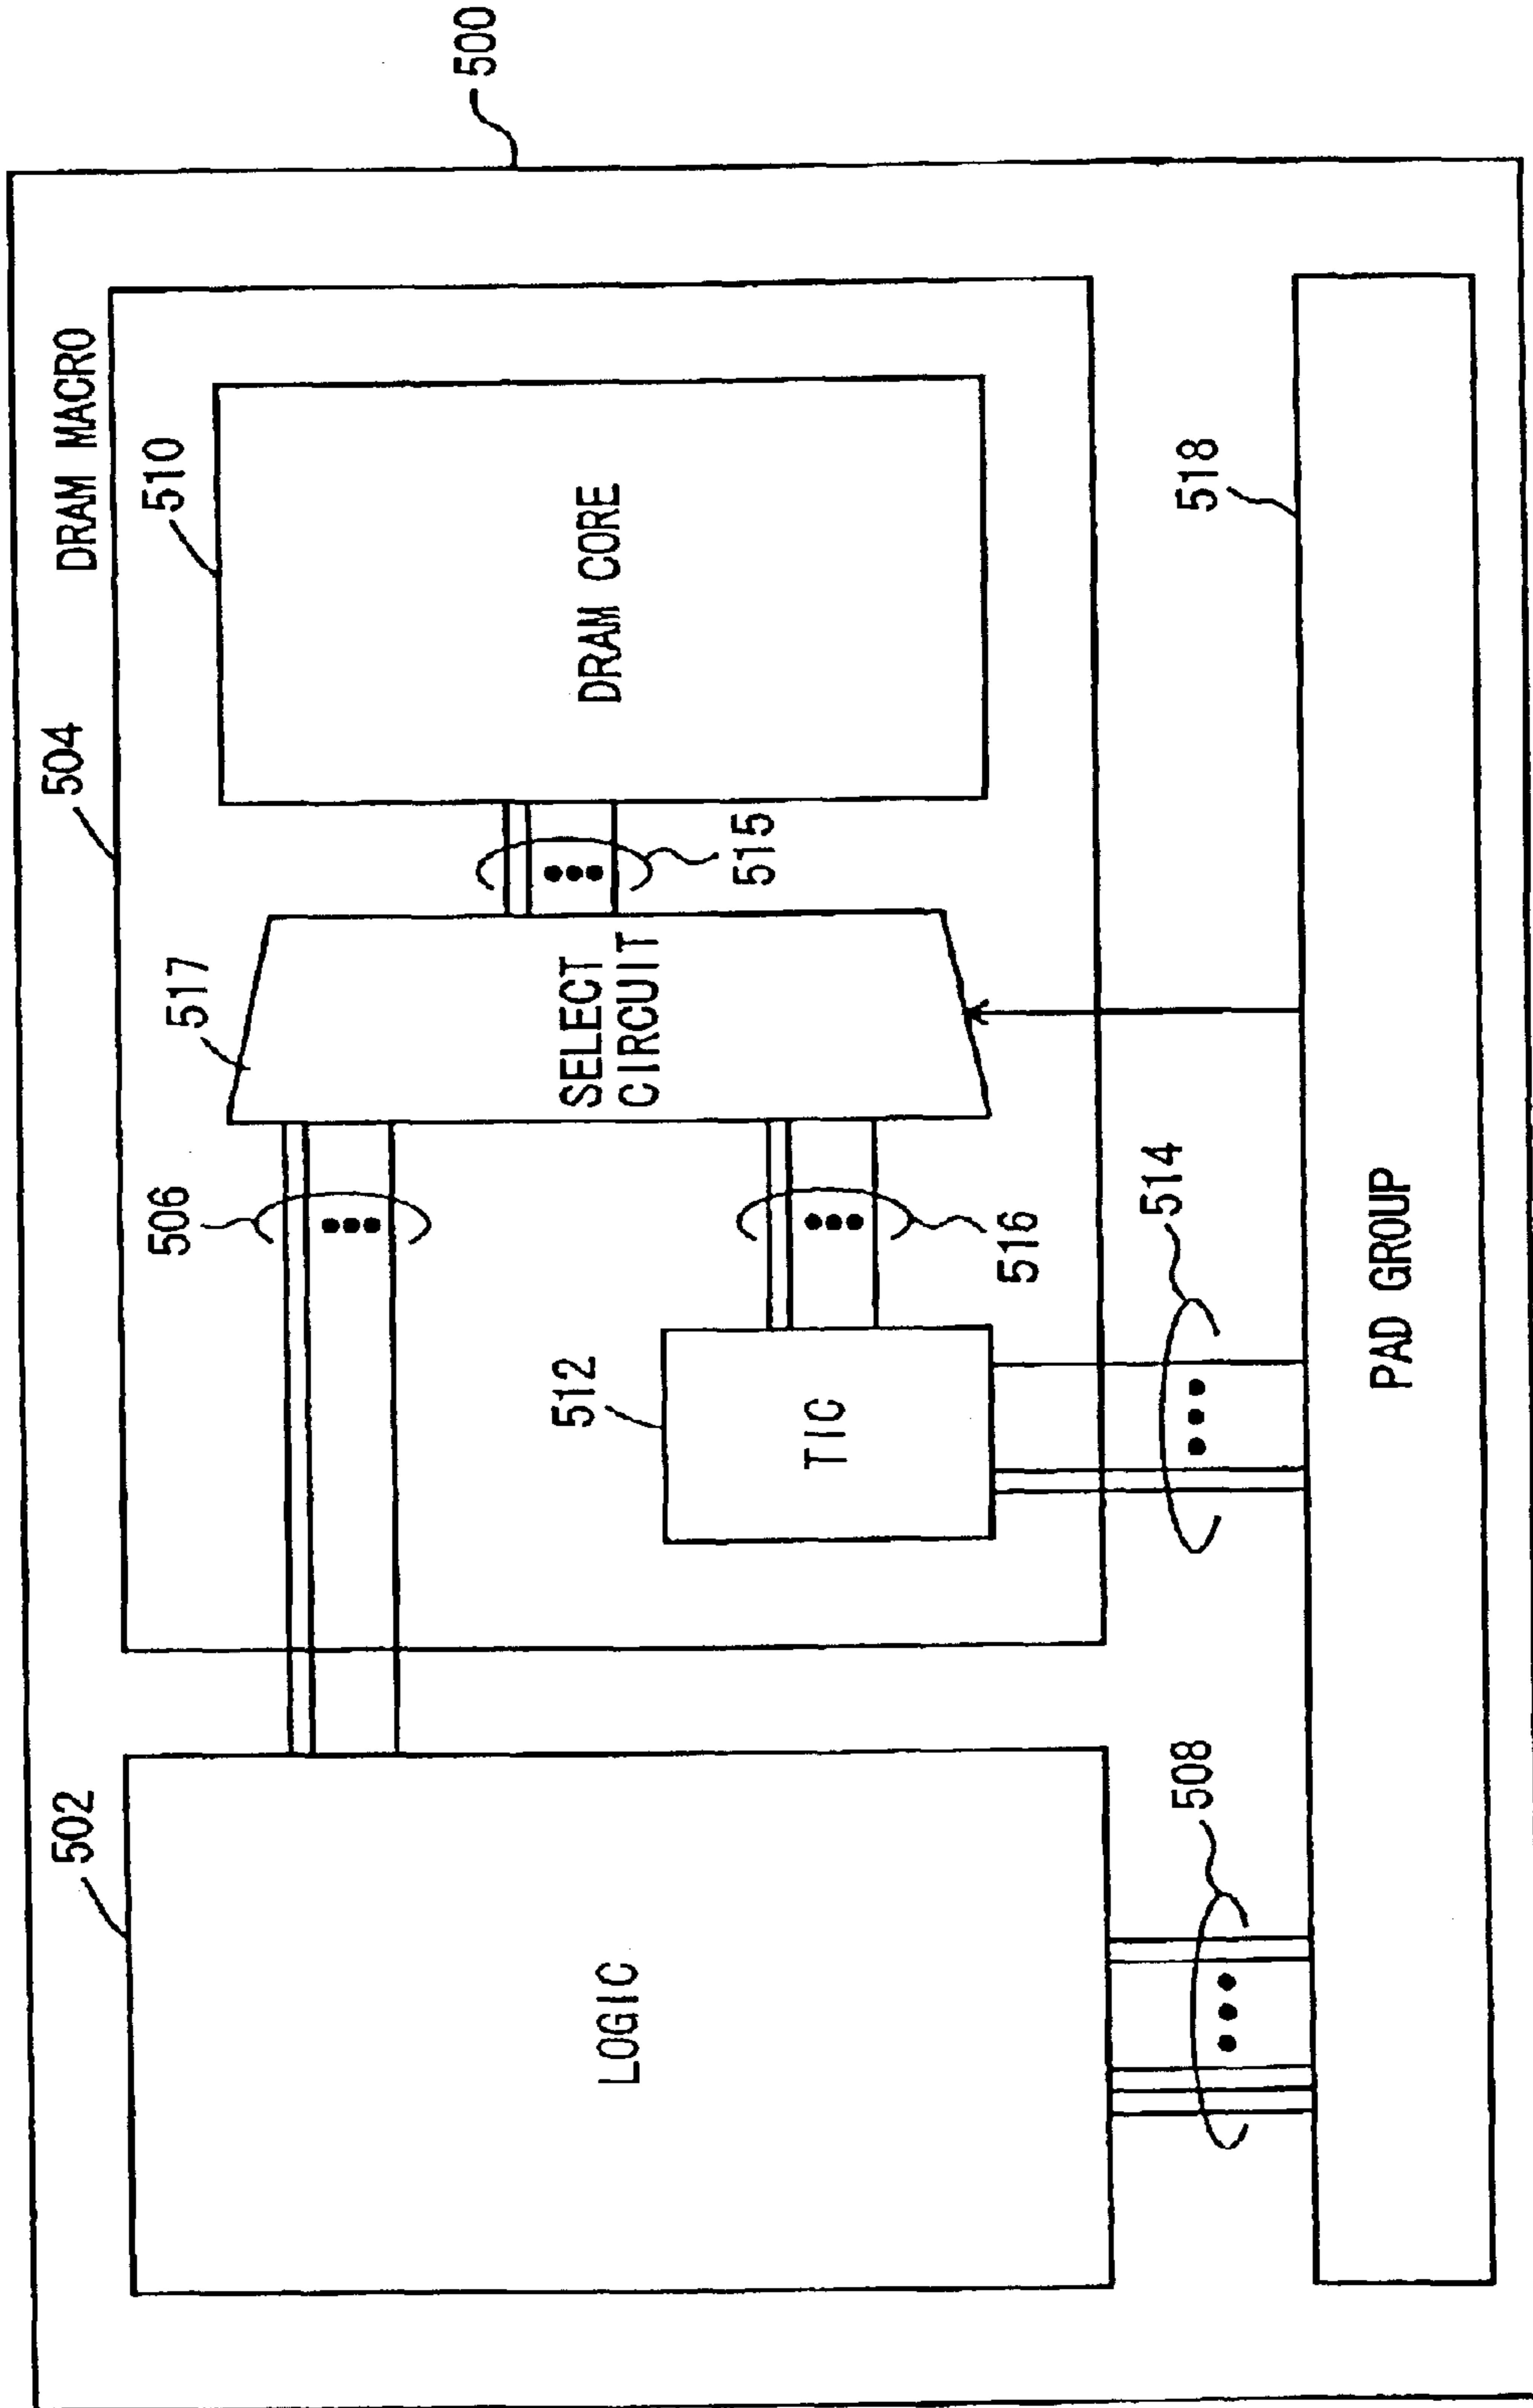 500
504
DRAM MACRO
502
517
510
506
LOGIC
SELECT
CIRCUIT
DRAM CORE
515
512
TIC
516
508
514
518
PAD GROUP